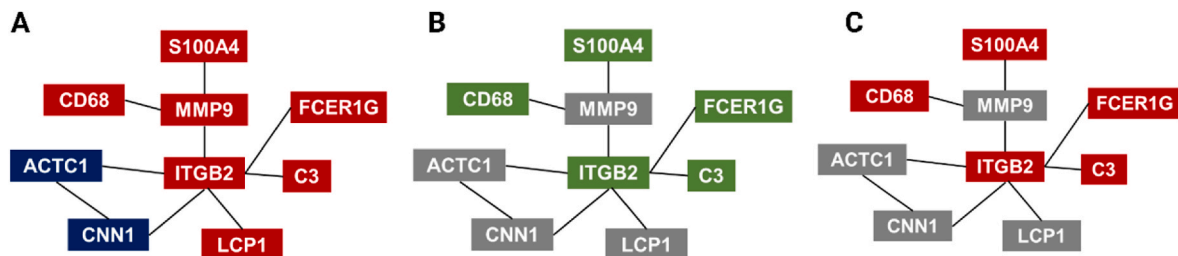 A
S100A4
CD68
MMP9
FCER1G
ACTC1
ITGB2
C3
CNN1
LCP1
B
S100A4
CD68
MMP9
FCER1G
ACTC1
ITGB2
C3
CNN1
LCP1
C
S100A4
CD68
MMP9
FCER1G
ACTC1
ITGB2
C3
CNN1
LCP1